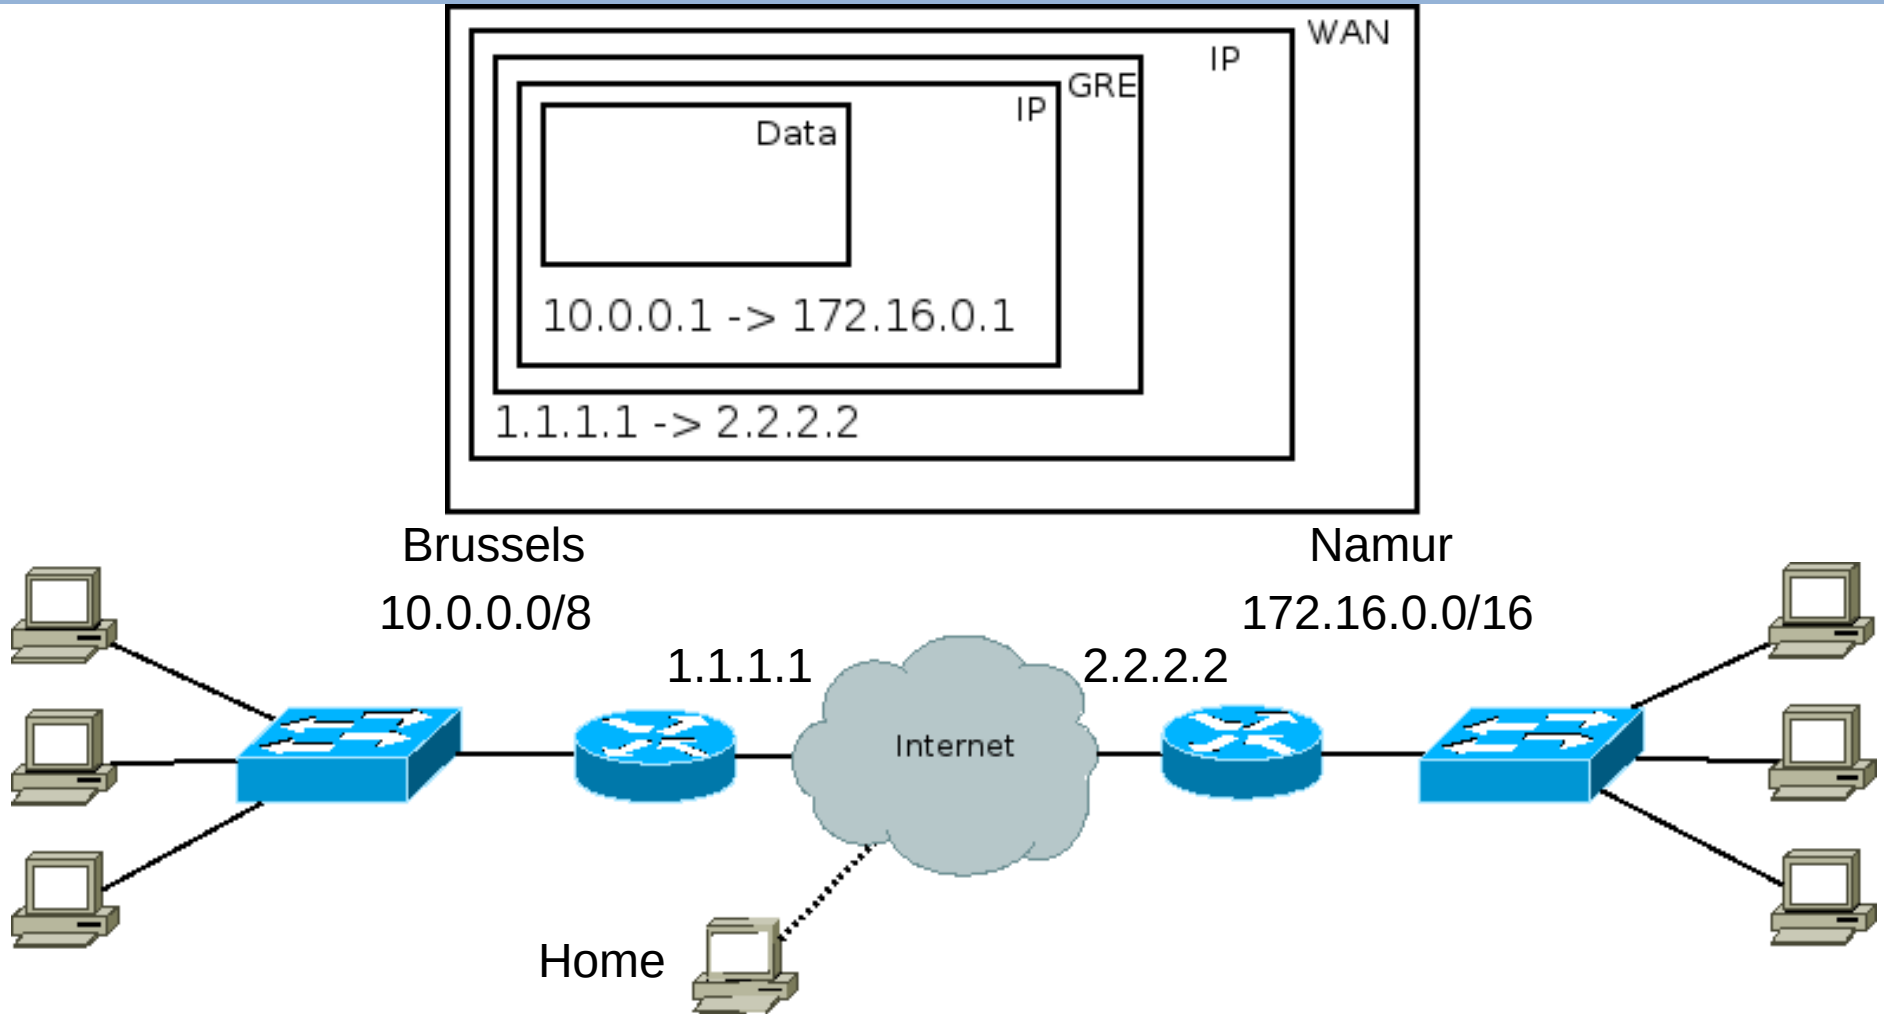 WAN
IP
GRE
IP
Data
10.0.0.1 -> 172.16.0.1
1.1.1.1 -> 2.2.2.2
Brussels
Namur
10.0.0.0/8
172.16.0.0/16
1.1.1.1
2.2.2.2
Internet
Home